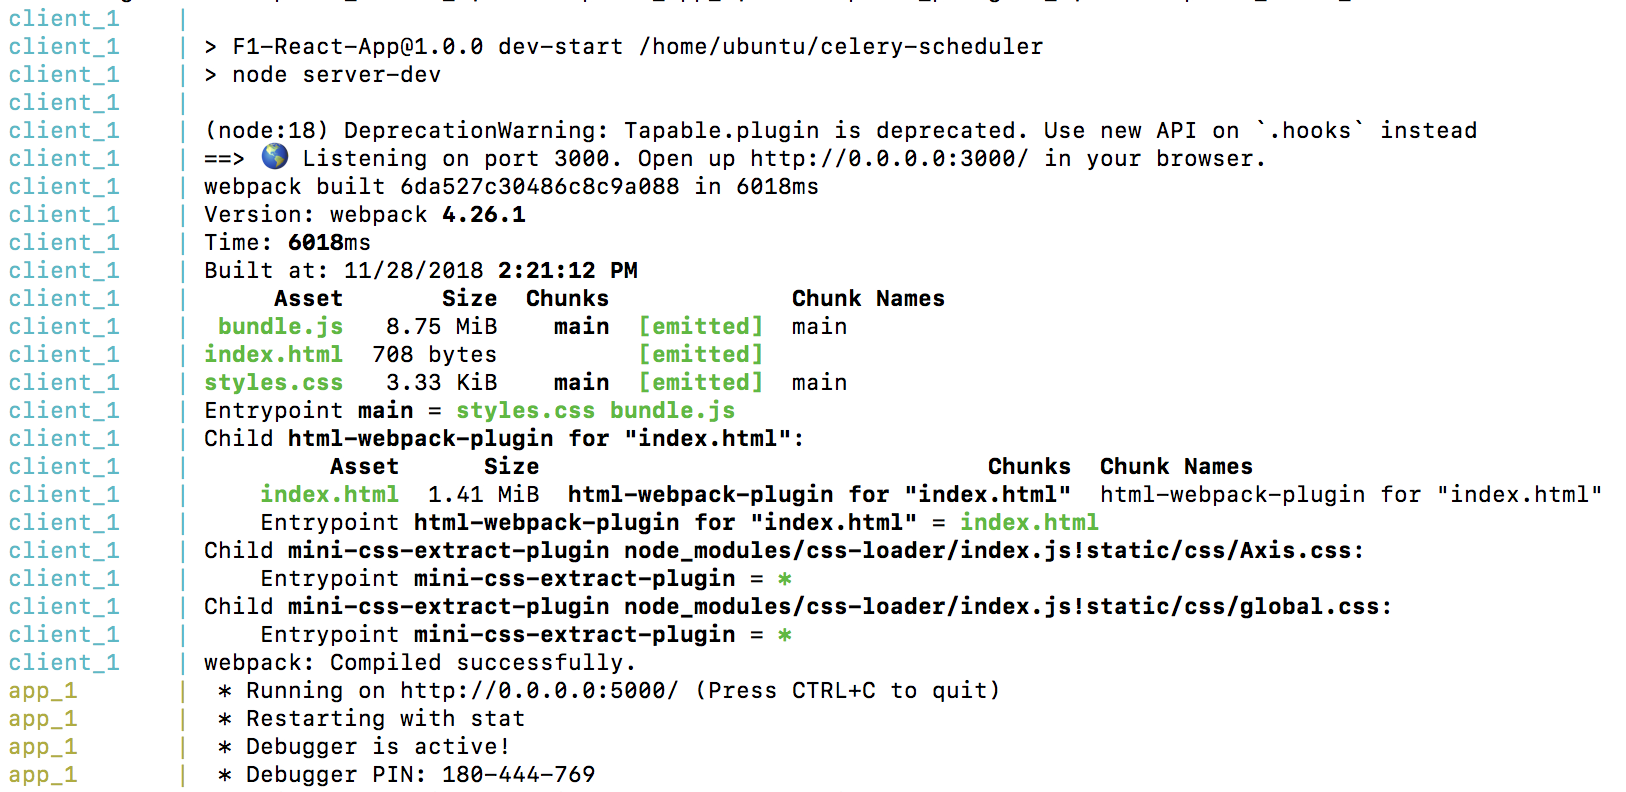 client_1 |
client_1 | > F1-React-App@1.0.0 dev-start /home/ubuntu/celery-scheduler
client_1 | > node server-dev
client_1 |
client_1 | (node:18) DeprecationWarning: Tapable.plugin is deprecated. Use new API on `.hooks` instead
client_1 | ==> 🌎 Listening on port 3000. Open up http://0.0.0.0:3000/ in your browser.
client_1 | webpack built 6da527c30486c8c9a088 in 6018ms
client_1 | Version: webpack 4.26.1
client_1 | Time: 6018ms
client_1 | Built at: 11/28/2018 2:21:12 PM
client_1 | Asset Size Chunks Chunk Names
client_1 | bundle.js 8.75 MiB main [emitted] main
client_1 | index.html 708 bytes [emitted]
client_1 | styles.css 3.33 KiB main [emitted] main
client_1 | Entrypoint main = styles.css bundle.js
client_1 | Child html-webpack-plugin for "index.html":
client_1 | Asset Size Chunks Chunk Names
client_1 | index.html 1.41 MiB html-webpack-plugin for "index.html" html-webpack-plugin for "index.html"
client_1 | Entrypoint html-webpack-plugin for "index.html" = index.html
client_1 | Child mini-css-extract-plugin node_modules/css-loader/index.js!static/css/Axis.css:
client_1 | Entrypoint mini-css-extract-plugin = *
client_1 | Child mini-css-extract-plugin node_modules/css-loader/index.js!static/css/global.css:
client_1 | Entrypoint mini-css-extract-plugin = *
client_1 | webpack: Compiled successfully.
app_1 | * Running on http://0.0.0.0:5000/ (Press CTRL+C to quit)
app_1 | * Restarting with stat
app_1 | * Debugger is active!
app_1 | * Debugger PIN: 180-444-769